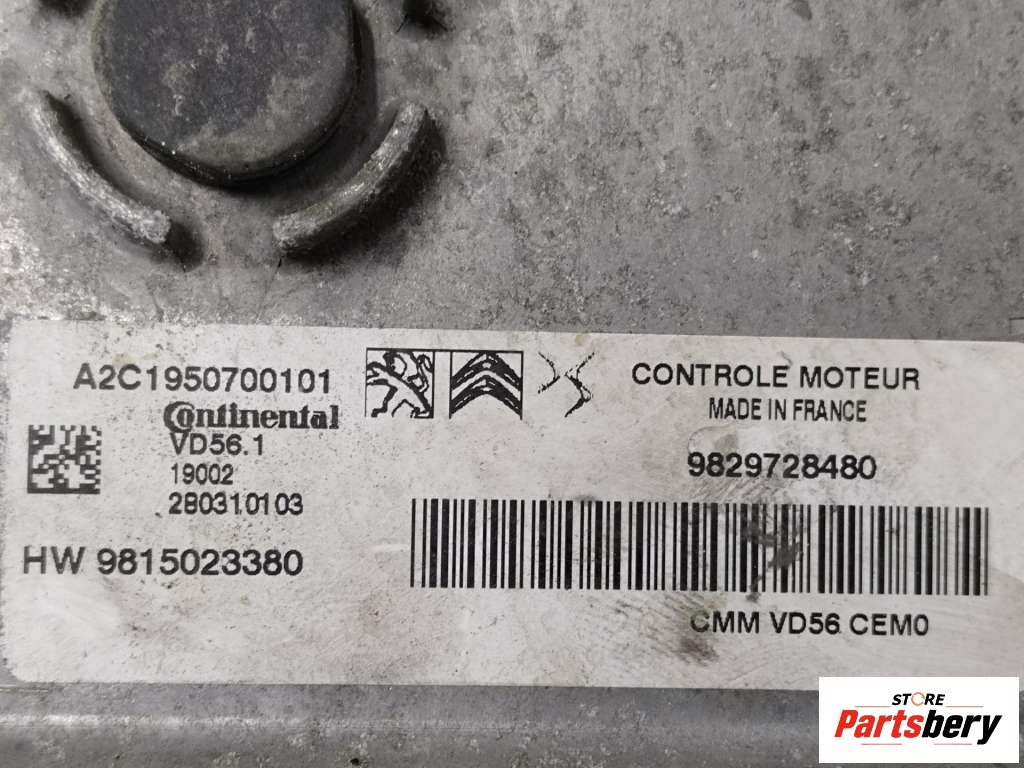 A2C1950700101
Continental
VD56.1
19002
280310103
HW 9815023380
CONTROLE MOTEUR
MADE IN FRANCE
9829728480
CMM VD56 CEM0
STORE
Partsbery